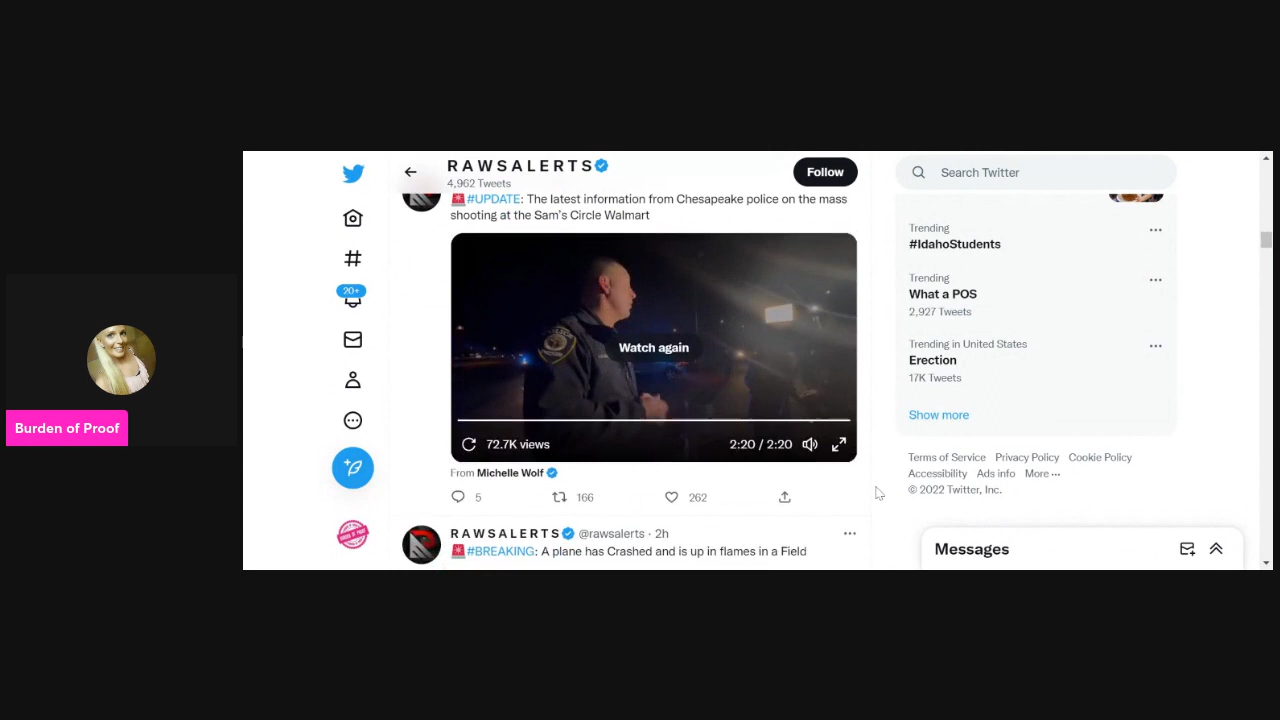 R A W S A L E R T S
4,962 Tweets
Follow
#UPDATE: The latest information from Chesapeake police on the mass
shooting at the Sam's Circle Walmart
POLICE
Watch again
72.7K views
2:20 / 2:20
From Michelle Wolf
5
166
262
R A W S A L E R T S @rawsalerts · 2h
#BREAKING: A plane has Crashed and is up in flames in a Field
20+
Search Twitter
Trending
#IdahoStudents
Trending
What a POS
2,927 Tweets
Trending in United States
Erection
17K Tweets
Show more
Terms of Service Privacy Policy Cookie Policy
Accessibility Ads info More ···
© 2022 Twitter, Inc.
Messages
Burden of Proof